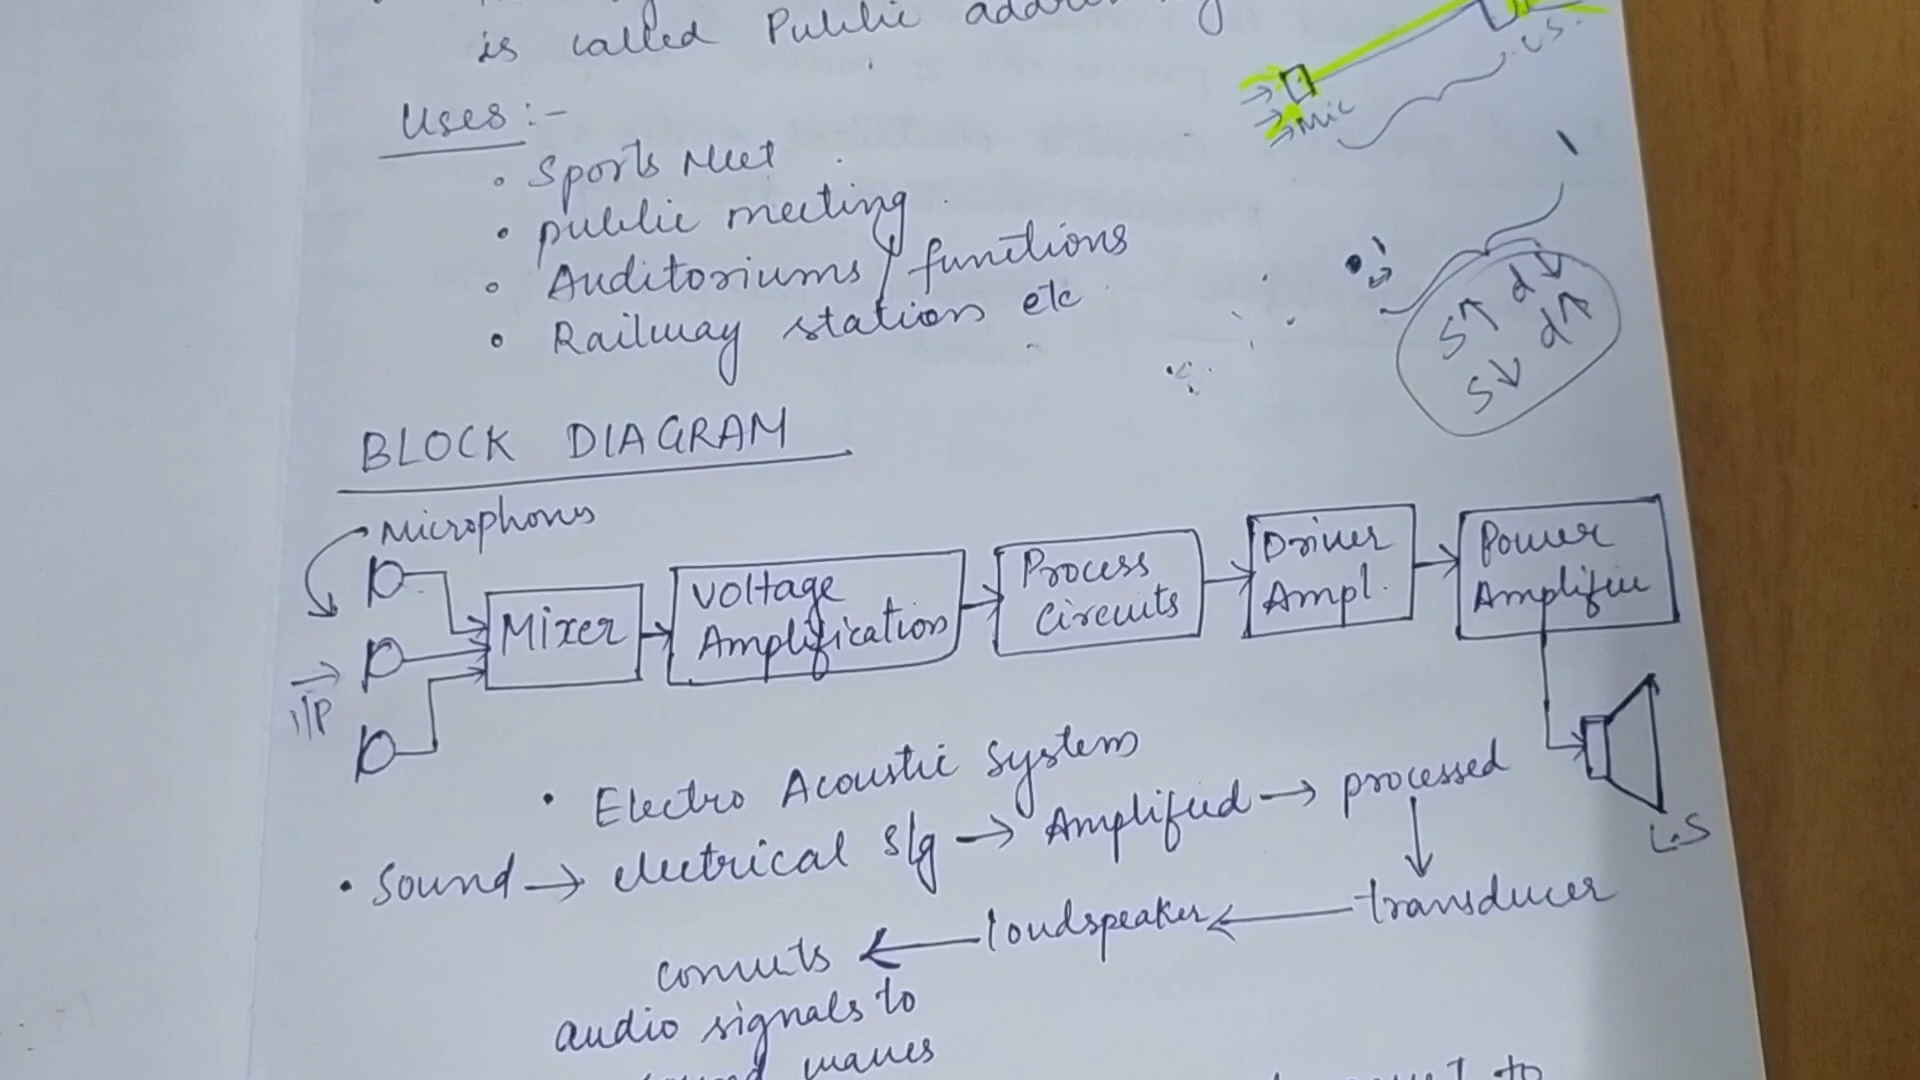 is called Public
L.S.
Mic
Uses :-
• Sports Meet
• public meeting
• Auditoriums / functions
• Railway stations etc
S↑ d↓
S↓ d↑
BLOCK DIAGRAM
Microphones
i/p
Mixer
Voltage
Amplification
Process
Circuits
Driver
Ampl.
Power
Amplifier
L.S
• Electro Acoustic System
• Sound → electrical s/g → Amplified → processed
converts ← loudspeaker ← transducer
audio signals to
waves
to